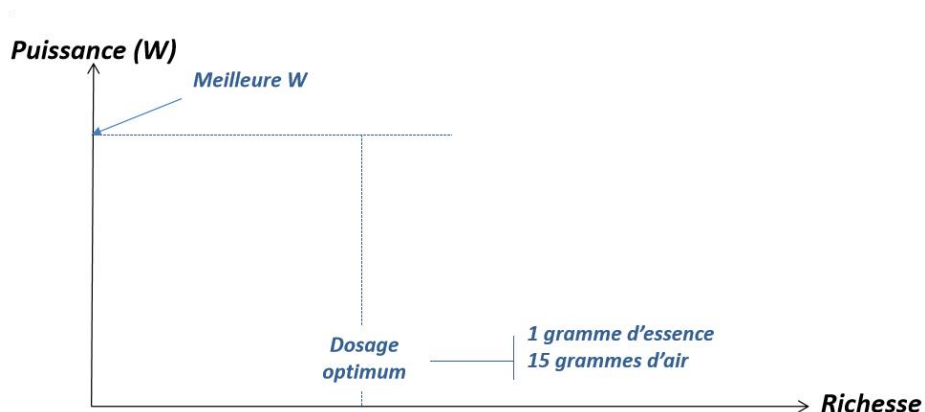 Puissance (W)
Meilleure W
1 gramme d'essence
Dosage
15 grammes d'air
optimum
Richesse